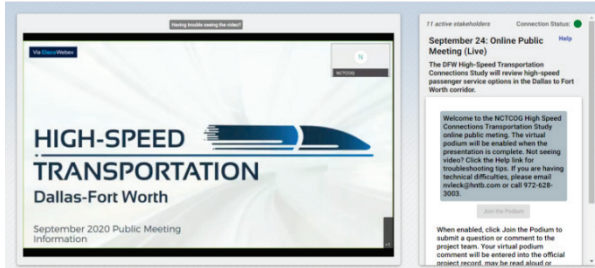 Having trouble seeing the video?
Via Cisco Webex
N
NCTCOG
HIGH-SPEED
TRANSPORTATION
Dallas-Fort Worth
September 2020 Public Meeting
Information
11 active stakeholders
Connection Status:
September 24: Online Public
Meeting (Live)
Help
The DFW High-Speed Transportation
Connections Study will review high-speed
passenger service options in the Dallas to Fort
Worth corridor.
Welcome to the NCTCOG High Speed
Connections Transportation Study
online public meting. The virtual
podium will be enabled when the
presentation is complete. Not seeing
video? Click the Help link for
troubleshooting tips. If you are having
technical difficulties, please email
nvleck@hntb.com or call 972-628-
3003.
Join the Podium
When enabled, click Join the Podium to
submit a question or comment to the
project team. Your virtual podium
comment will be entered into the official
project record, may be read aloud or